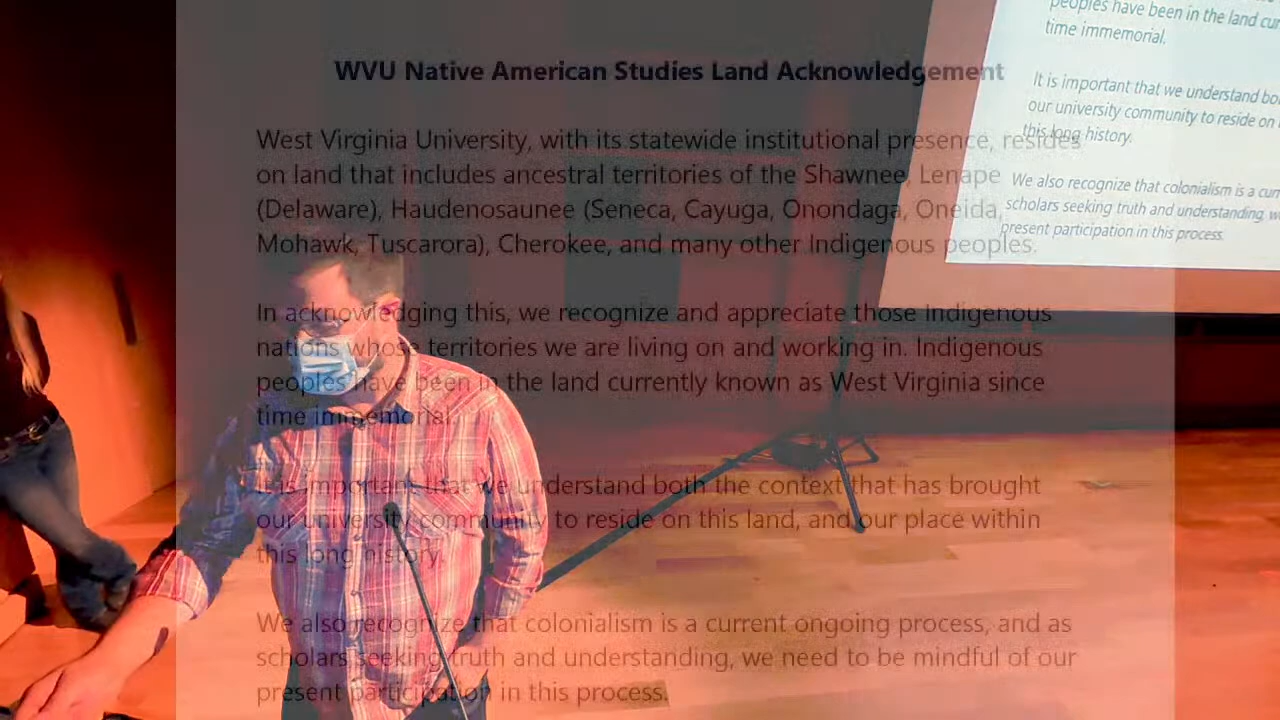 WVU Native American Studies Land Acknowledgement
West Virginia University, with its statewide institutional presence, resides
on land that includes ancestral territories of the Shawnee, Lenape
(Delaware), Haudenosaunee (Seneca, Cayuga, Onondaga, Oneida,
Mohawk, Tuscarora), Cherokee, and many other Indigenous peoples.
In acknowledging this, we recognize and appreciate those Indigenous
nations whose territories we are living on and working in. Indigenous
peoples have been in the land currently known as West Virginia since
time immemorial.
It is important that we understand both the context that has brought
our university community to reside on this land, and our place within
this long history.
We also recognize that colonialism is a current ongoing process, and as
scholars seeking truth and understanding, we need to be mindful of our
present participation in this process.
peoples have been in the land
time immemorial.
It is important that we understand
our university community to reside on
this long history.
We also recognize that colonialism is a
scholars seeking truth and understanding,
present participation in this process.